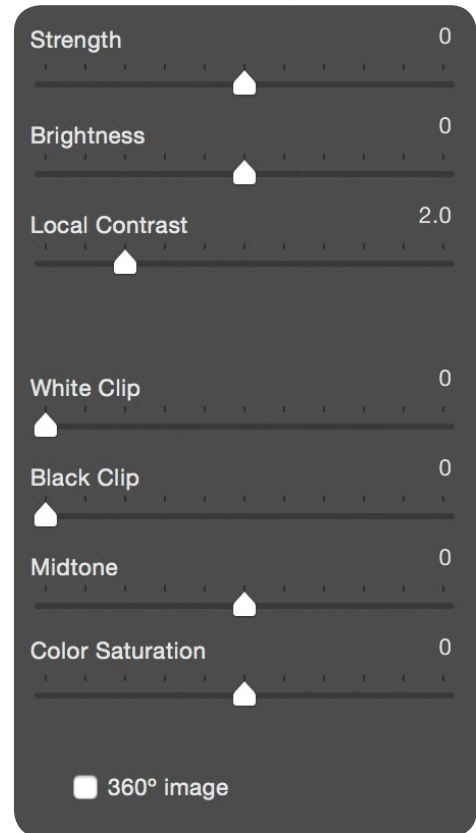 Strength 0
Brightness 0
Local Contrast 2.0
White Clip 0
Black Clip 0
Midtone 0
Color Saturation 0
360º image